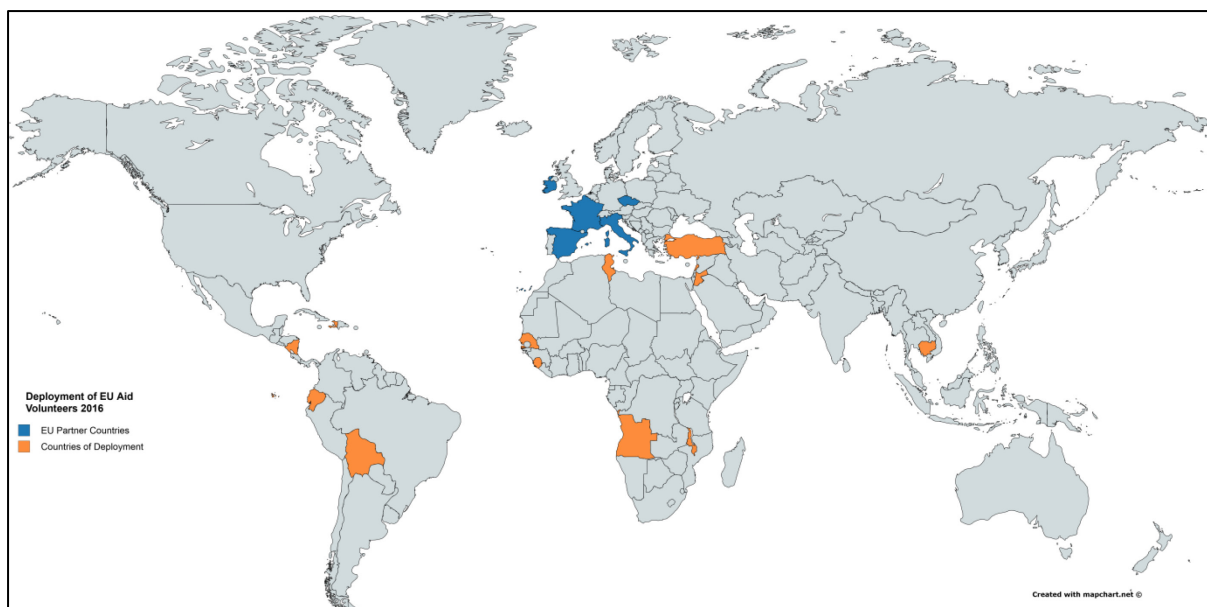 Deployment of EU Aid
Volunteers 2016
EU Partner Countries
Countries of Deployment
Created with mapchart.net ©